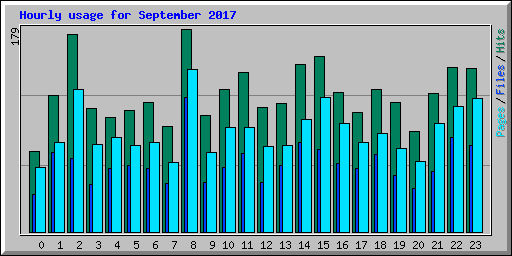 Hourly usage for September 2017
179
Pages/Files/Hits
0 1 2 3 4 5 6 7 8 9 10 11 12 13 14 15 16 17 18 19 20 21 22 23